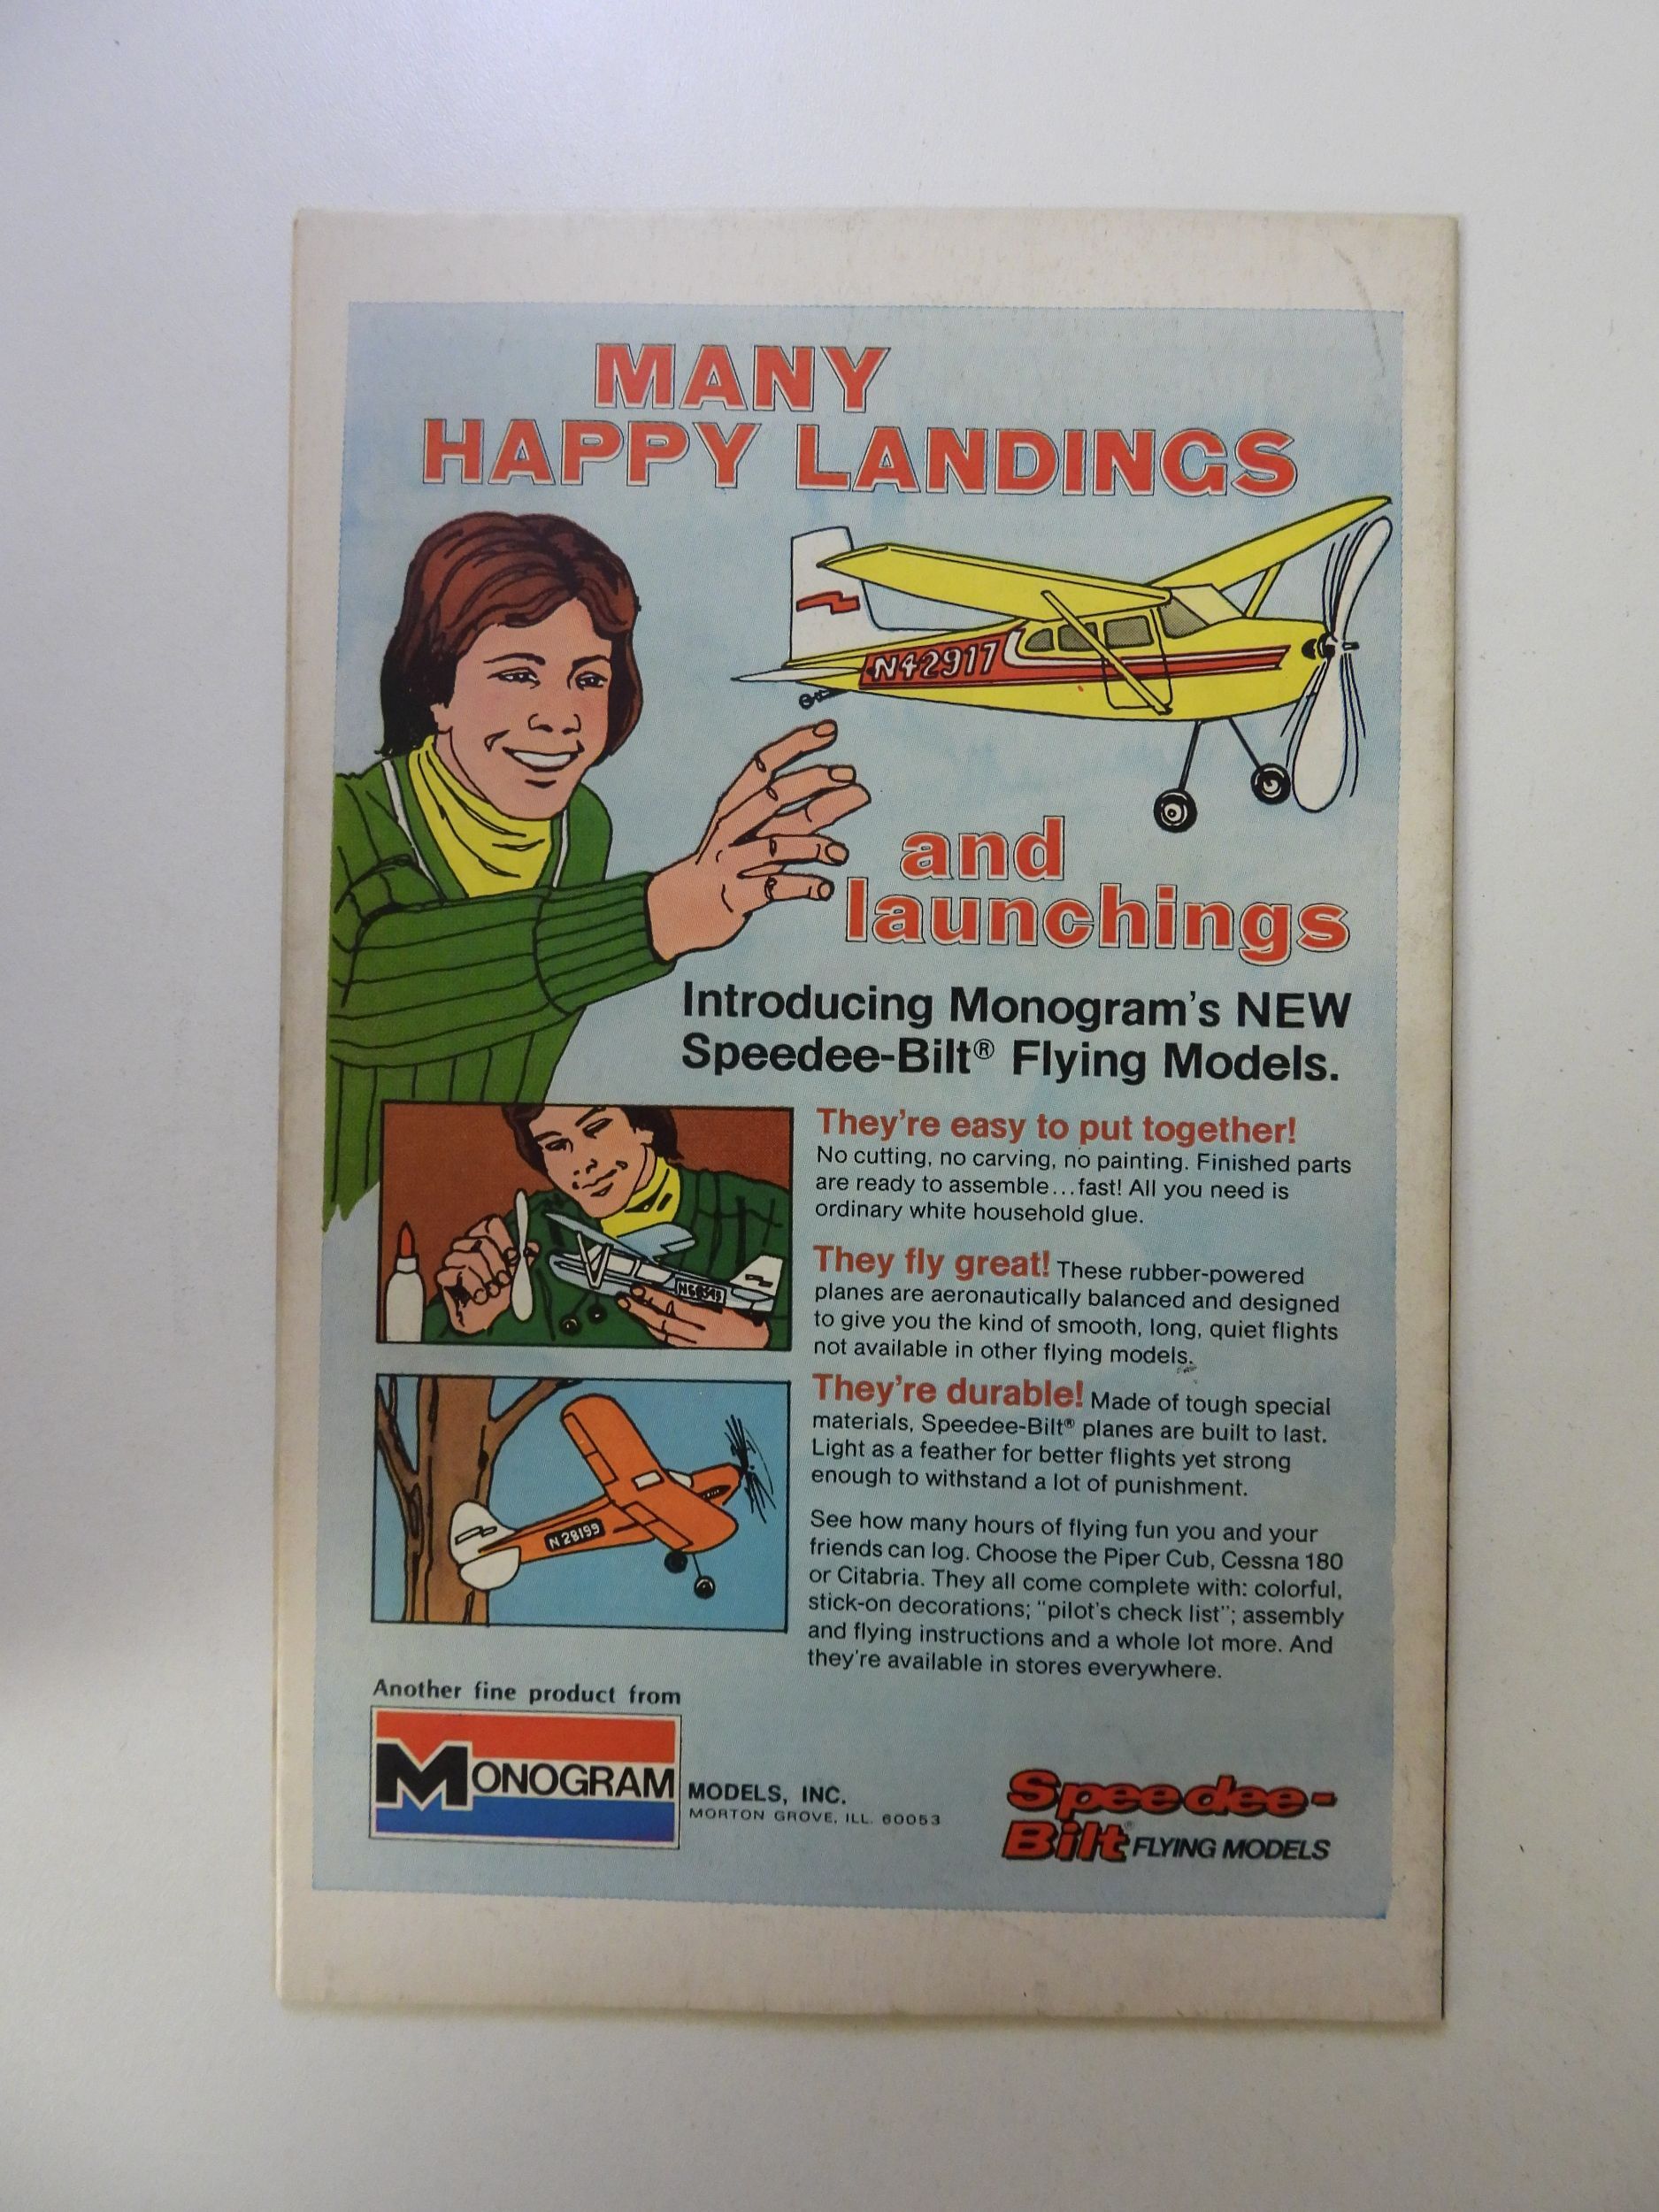 MANY
HAPPY LANDINGS
N42917
and
launchings
Introducing Monogram's NEW
Speedee-Bilt® Flying Models.
They're easy to put together!
No cutting, no carving, no painting. Finished parts
are ready to assemble...fast! All you need is
ordinary white household glue.
They fly great! These rubber-powered
planes are aeronautically balanced and designed
to give you the kind of smooth, long, quiet flights
not available in other flying models.
They're durable! Made of tough special
materials, Speedee-Bilt® planes are built to last.
Light as a feather for better flights yet strong
enough to withstand a lot of punishment.
N 28199
See how many hours of flying fun you and your
friends can log. Choose the Piper Cub, Cessna 180
or Citabria. They all come complete with: colorful,
stick-on decorations; "pilot's check list"; assembly
and flying instructions and a whole lot more. And
they're available in stores everywhere.
Another fine product from
MONOGRAM MODELS, INC.
MORTON GROVE, ILL. 60053
Speedee-
Bilt® FLYING MODELS